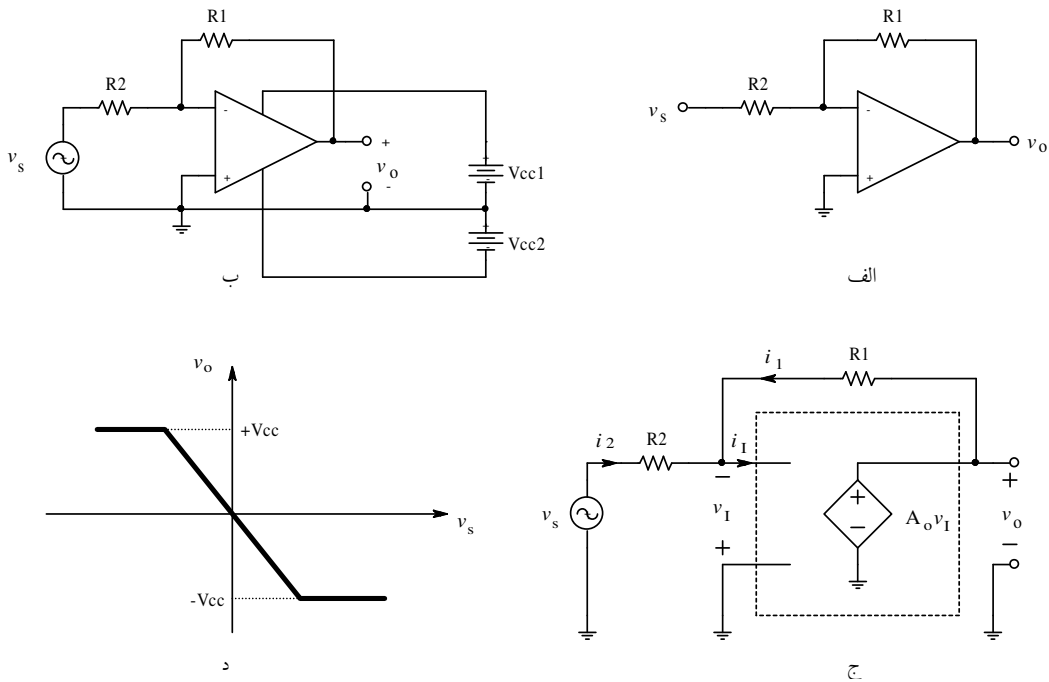 R1
R2
-
+
v_s
+
v_o
-
+
-
Vcc1
+
-
Vcc2
ب
R1
v_s
R2
-
+
v_o
الف
v_o
+Vcc
v_s
-Vcc
د
i_1
R1
i_2
R2
i_I
−
v_I
+
v_s
+
−
A_o v_I
+
v_o
−
ج